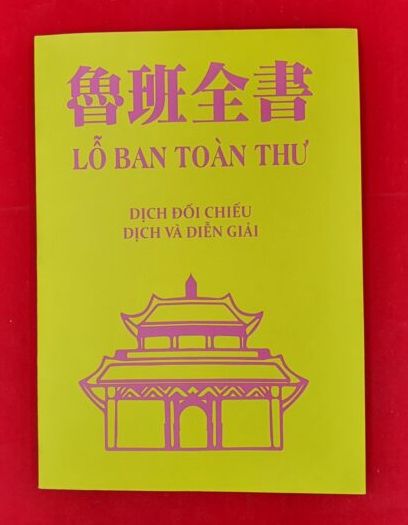 魯班全書
LỖ BAN TOÀN THƯ
DỊCH ĐỐI CHIẾU
DỊCH VÀ DIỄN GIẢI